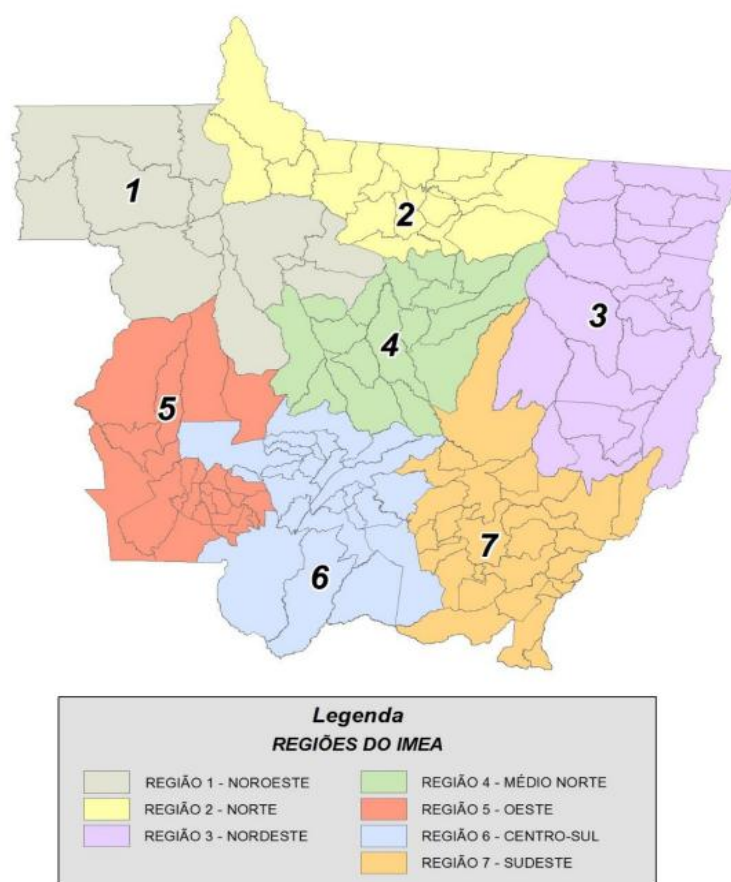 1
2
3
4
5
6
7
Legenda
REGIÕES DO IMEA
REGIÃO 1 - NOROESTE
REGIÃO 2 - NORTE
REGIÃO 3 - NORDESTE
REGIÃO 4 - MÉDIO NORTE
REGIÃO 5 - OESTE
REGIÃO 6 - CENTRO-SUL
REGIÃO 7 - SUDESTE